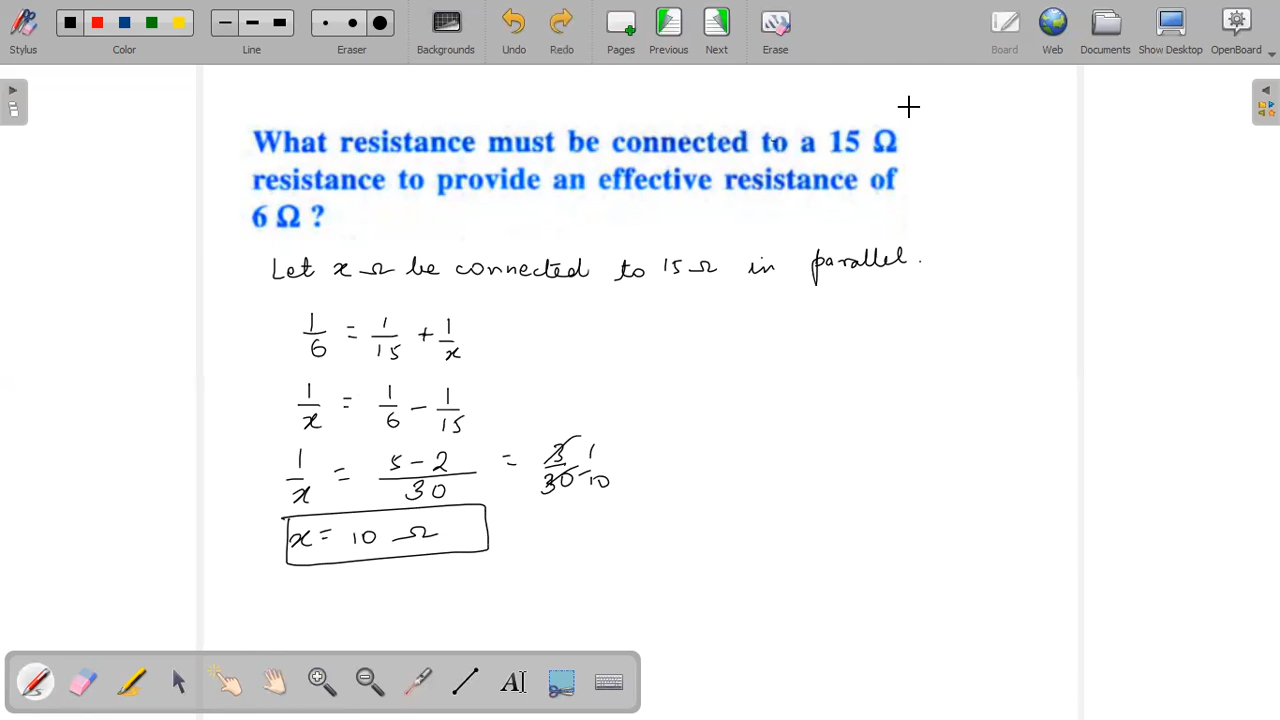 Stylus Color Line Eraser Backgrounds Undo Redo Pages Previous Next Erase Board Web Documents Show Desktop OpenBoard
What resistance must be connected to a 15 Ω
resistance to provide an effective resistance of
6 Ω ?
Let x Ω be connected to 15 Ω in parallel.
1/6 = 1/15 + 1/x
1/x = 1/6 - 1/15
1/x = 5-2/30 = 3/30 1/10
x = 10 Ω